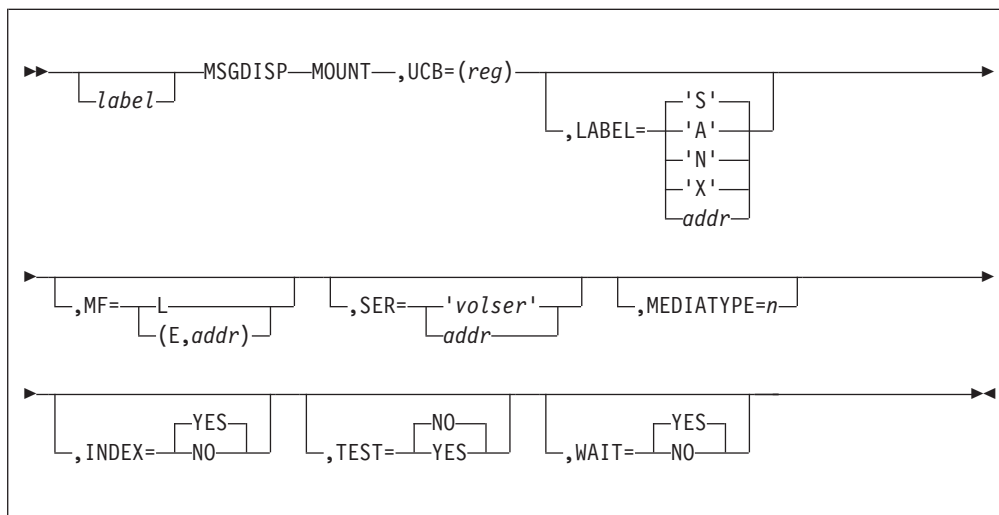 MSGDISP MOUNT ,UCB=(reg)
label
,LABEL=
'S'
'A'
'N'
'X'
addr
,MF= L
(E,addr)
,SER= 'volser'
addr
,MEDIATYPE=n
,INDEX= YES
NO
,TEST= NO
YES
,WAIT= YES
NO